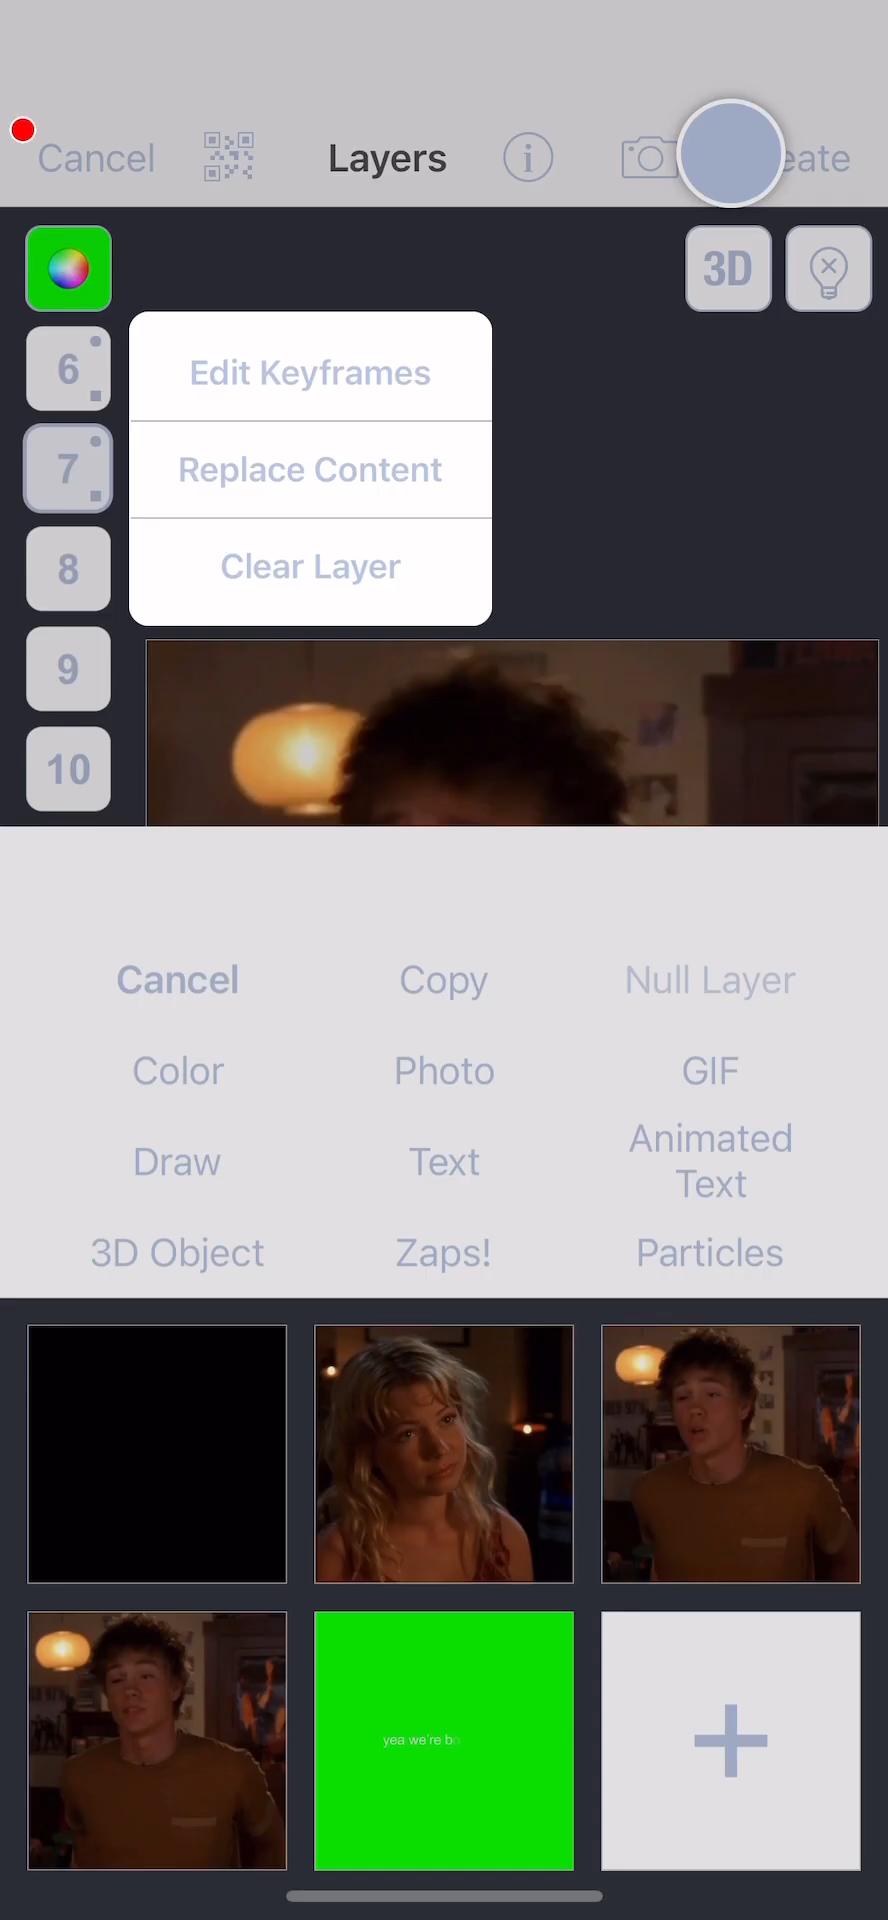 Cancel Layers i eate
3D
6
7
8
9
10
Edit Keyframes
Replace Content
Clear Layer
Cancel Copy Null Layer
Color Photo GIF
Draw Text Animated Text
3D Object Zaps! Particles
yea we're bo